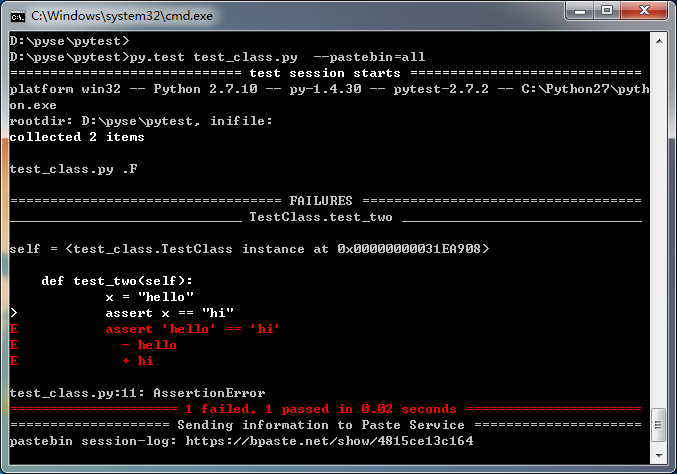 C:\Windows\system32\cmd.exe
D:\pyse\pytest>
D:\pyse\pytest>py.test test_class.py  --pastebin=all
============================= test session starts =============================
platform win32 -- Python 2.7.10 -- py-1.4.30 -- pytest-2.7.2 -- C:\Python27\pyth
on.exe
rootdir: D:\pyse\pytest, inifile:
collected 2 items

test_class.py .F

================================== FAILURES ===================================
_____________________________ TestClass.test_two ______________________________

self = <test_class.TestClass instance at 0x00000000031EA908>

    def test_two(self):
            x = "hello"
>           assert x == "hi"
E           assert 'hello' == 'hi'
E             - hello
E             + hi

test_class.py:11: AssertionError
===================== 1 failed, 1 passed in 0.02 seconds ======================
==================== Sending information to Paste Service =====================
pastebin session-log: https://bpaste.net/show/4815ce13c164